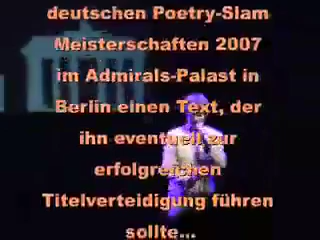 deutschen Poetry-Slam
Meisterschaften 2007
im Admirals-Palast in
Berlin einen Text, der
ihn eventuell zur
erfolgreichen
Titelverteidigung führen
sollte...